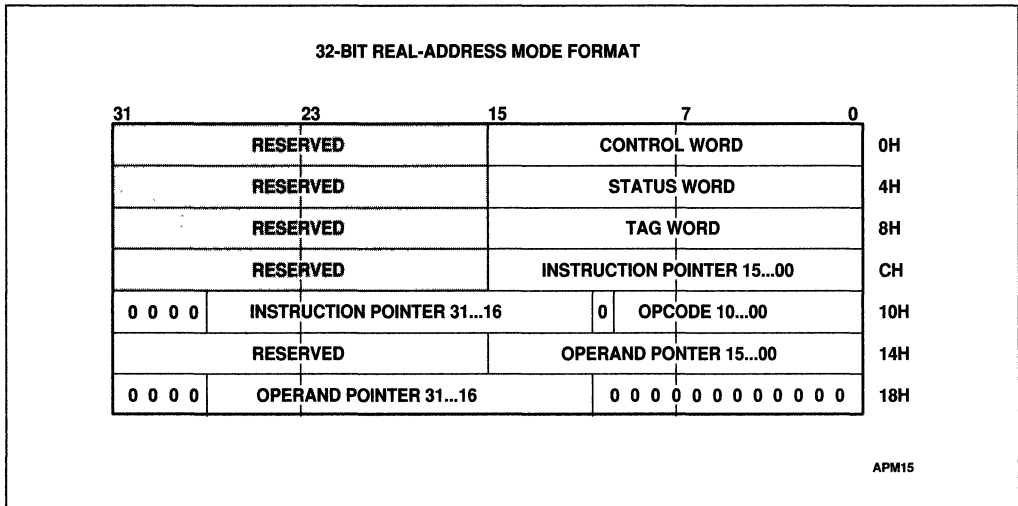 32-BIT REAL-ADDRESS MODE FORMAT
31 23 15 7 0
RESERVED CONTROL WORD 0H
RESERVED STATUS WORD 4H
RESERVED TAG WORD 8H
RESERVED INSTRUCTION POINTER 15...00 CH
0 0 0 0 INSTRUCTION POINTER 31...16 0 OPCODE 10...00 10H
RESERVED OPERAND PONTER 15...00 14H
0 0 0 0 OPERAND POINTER 31...16 0 0 0 0 0 0 0 0 0 0 0 0 18H
APM15